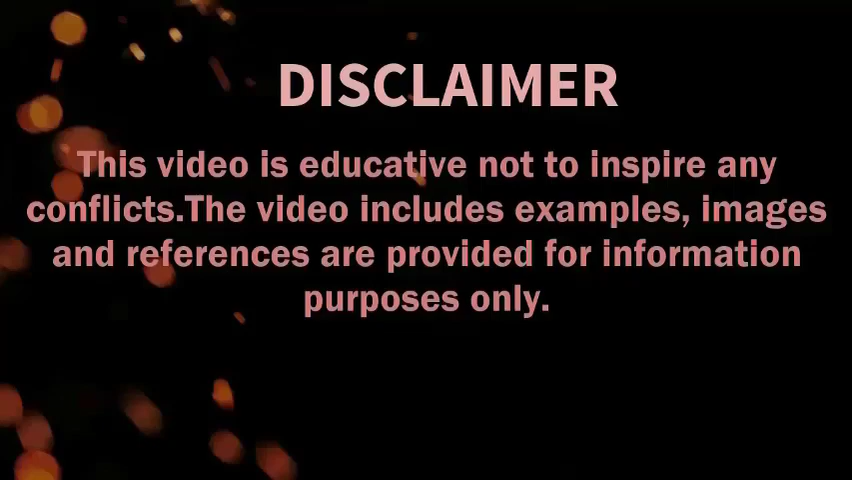 DISCLAIMER
This video is educative not to inspire any
conflicts.The video includes examples, images
and references are provided for information
purposes only.